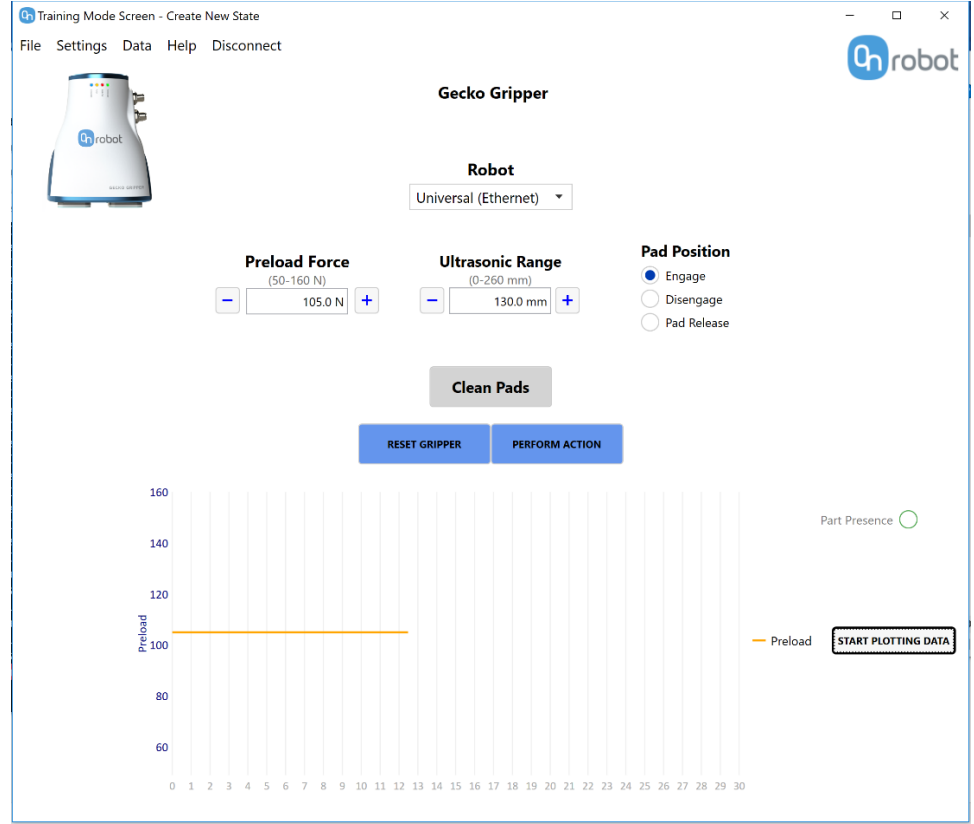 Training Mode Screen - Create New State
File Settings Data Help Disconnect
On robot
Gecko Gripper
On robot
GECKO GRIPPER
Robot
Universal (Ethernet)
Preload Force
(50-160 N)
− 105.0 N +
Ultrasonic Range
(0-260 mm)
− 130.0 mm +
Pad Position
Engage
Disengage
Pad Release
Clean Pads
RESET GRIPPER PERFORM ACTION
160
140
120
100
80
60
Preload
0 1 2 3 4 5 6 7 8 9 10 11 12 13 14 15 16 17 18 19 20 21 22 23 24 25 26 27 28 29 30
Part Presence
Preload
START PLOTTING DATA